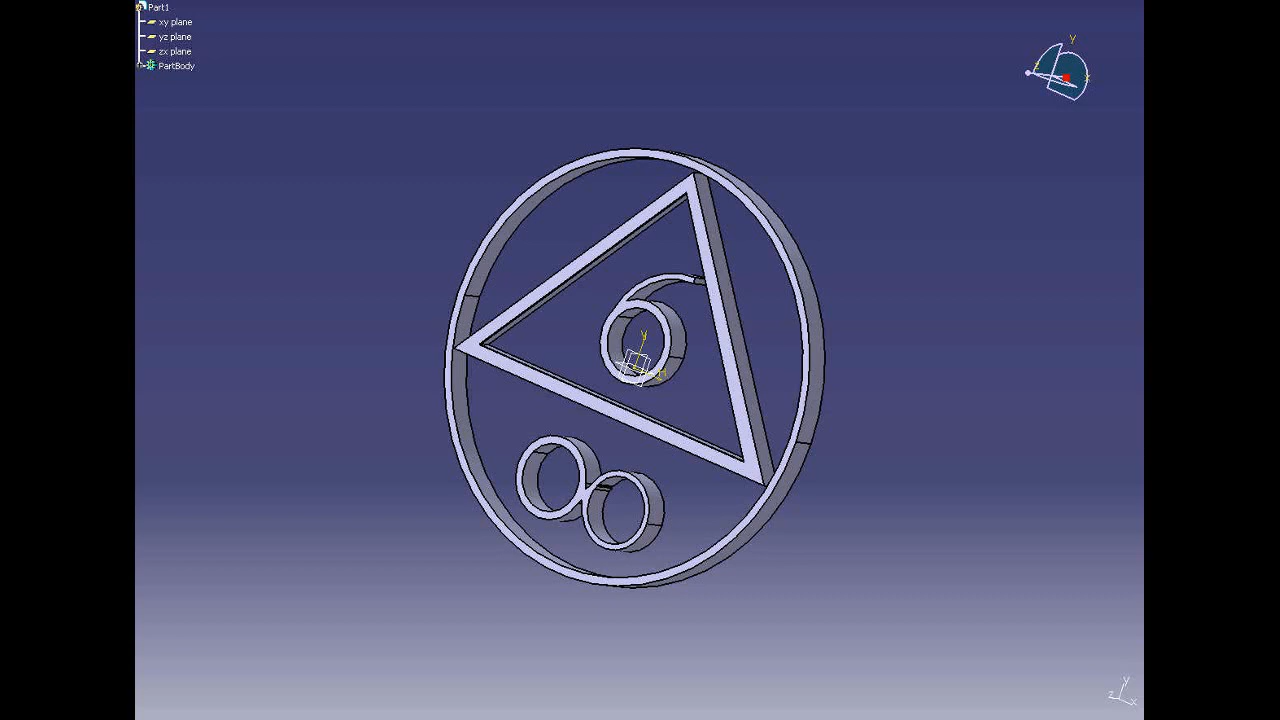 Part1
xy plane
yz plane
zx plane
PartBody
y
z
x
y
y
z
x